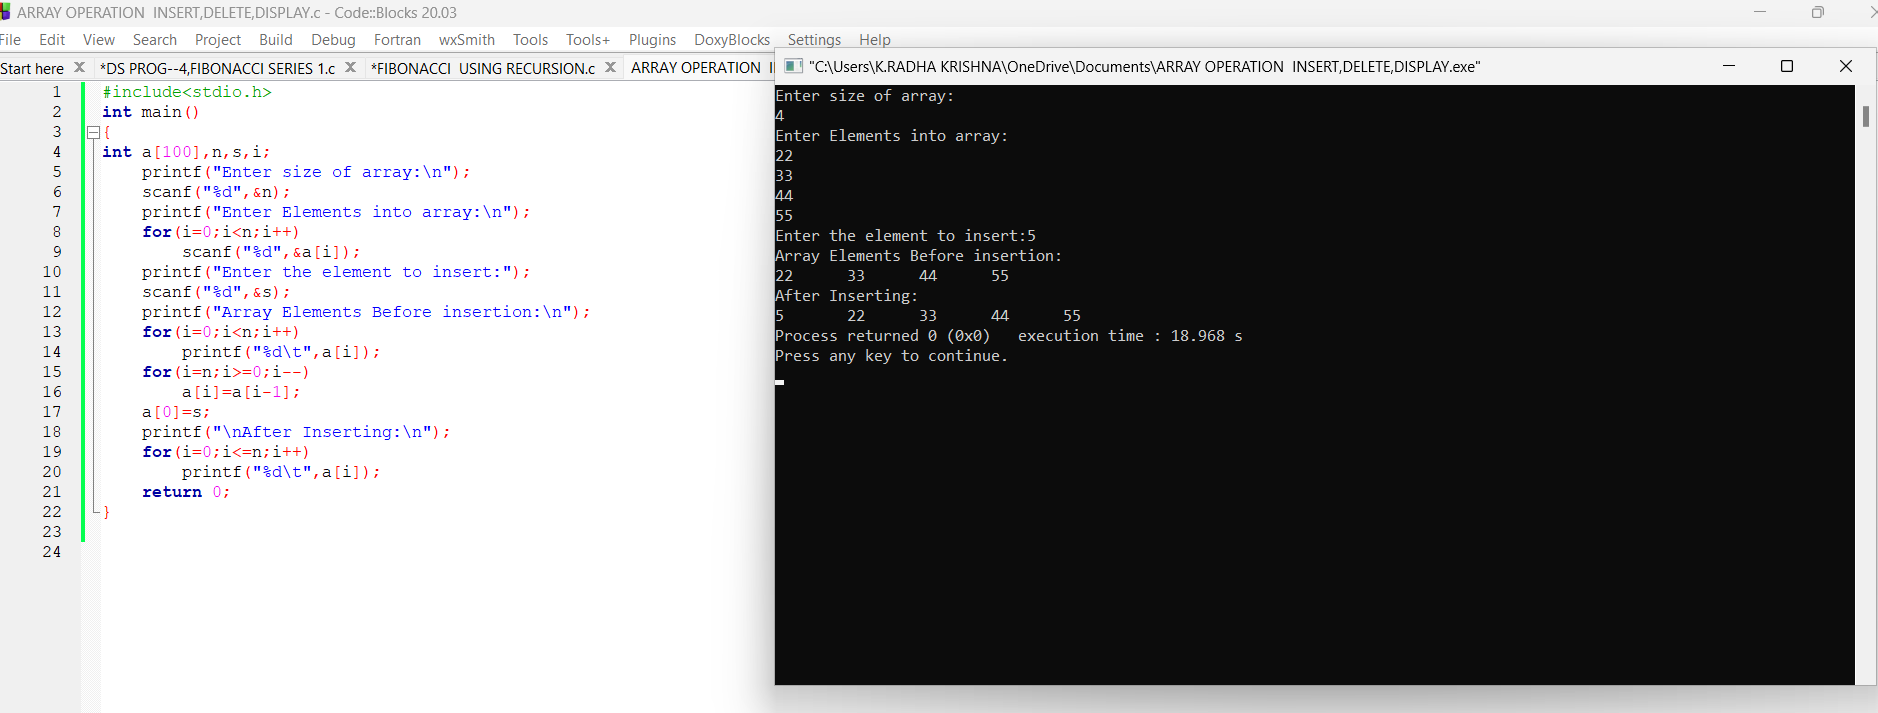 ARRAY OPERATION INSERT,DELETE,DISPLAY.c - Code::Blocks 20.03
File Edit View Search Project Build Debug Fortran wxSmith Tools Tools+ Plugins DoxyBlocks Settings Help
Start here X *DS PROG--4,FIBONACCI SERIES 1.c X *FIBONACCI USING RECURSION.c X ARRAY OPERATION
1 #include<stdio.h>
2 int main()
3 {
4 int a[100],n,s,i;
5 printf("Enter size of array:\n");
6 scanf("%d",&n);
7 printf("Enter Elements into array:\n");
8 for(i=0;i<n;i++)
9 scanf("%d",&a[i]);
10 printf("Enter the element to insert:");
11 scanf("%d",&s);
12 printf("Array Elements Before insertion:\n");
13 for(i=0;i<n;i++)
14 printf("%d\t",a[i]);
15 for(i=n;i>=0;i--)
16 a[i]=a[i-1];
17 a[0]=s;
18 printf("\nAfter Inserting:\n");
19 for(i=0;i<=n;i++)
20 printf("%d\t",a[i]);
21 return 0;
22 }
23
24
"C:\Users\K.RADHA KRISHNA\OneDrive\Documents\ARRAY OPERATION INSERT,DELETE,DISPLAY.exe"
Enter size of array:
4
Enter Elements into array:
22
33
44
55
Enter the element to insert:5
Array Elements Before insertion:
22 33 44 55
After Inserting:
5 22 33 44 55
Process returned 0 (0x0) execution time : 18.968 s
Press any key to continue.